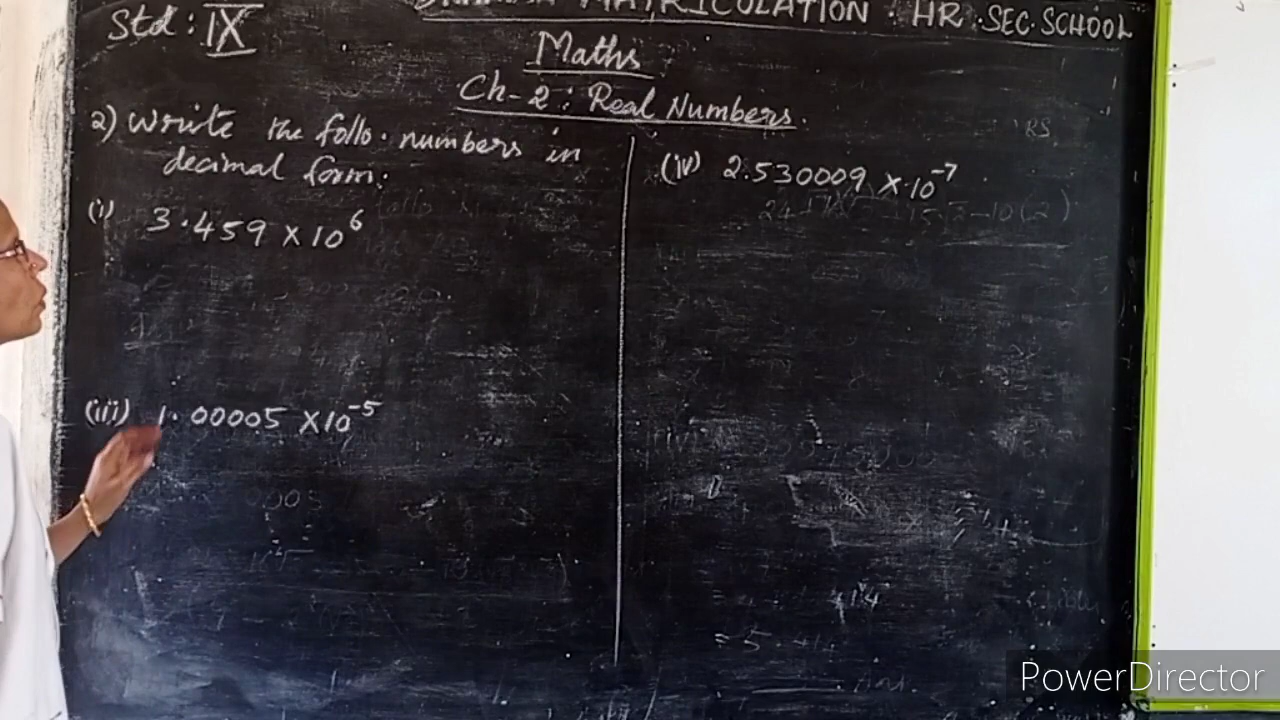 Std : IX
MATRICULATION . HR . SEC . SCHOOL
Maths
Ch-2 : Real Numbers.
2) Write the follo. numbers in
decimal form:
(i) 3.459 × 10⁶
(iii) 1.00005 × 10⁻⁵
(iv) 2.530009 × 10⁻⁷
PowerDirector